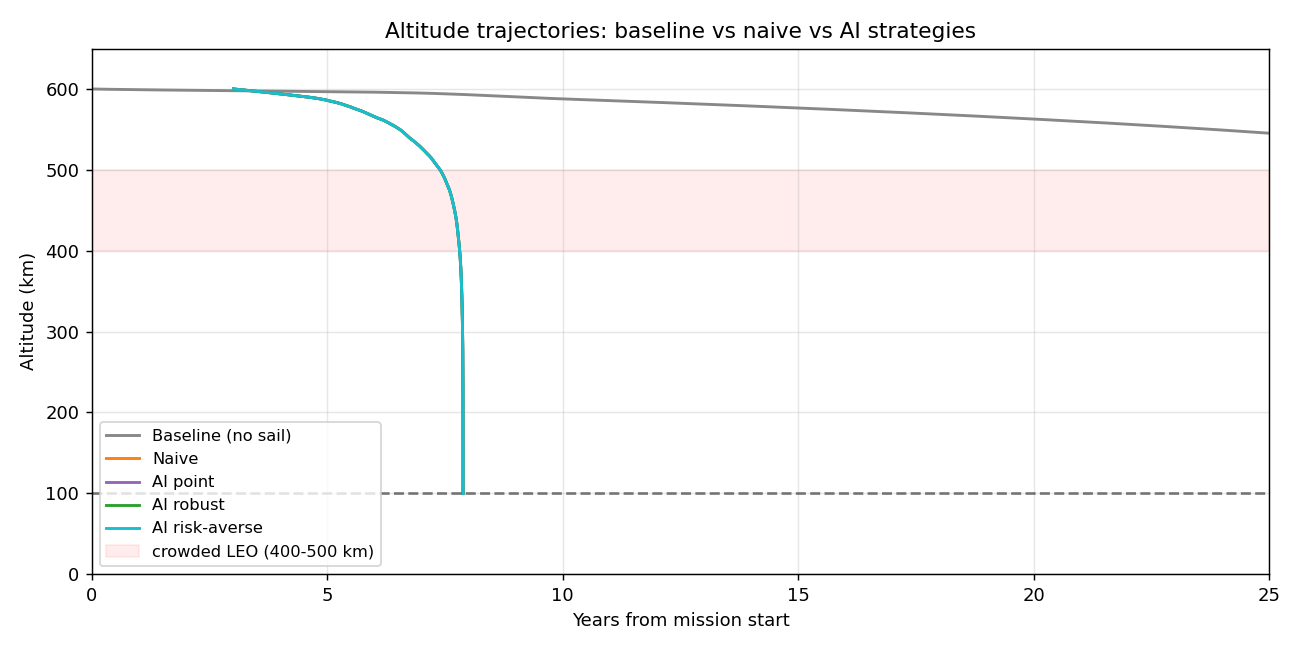 Altitude trajectories: baseline vs naive vs AI strategies
Altitude (km)
600
500
400
300
200
100
0
Baseline (no sail)
Naive
AI point
AI robust
AI risk-averse
crowded LEO (400-500 km)
0 5 10 15 20 25
Years from mission start